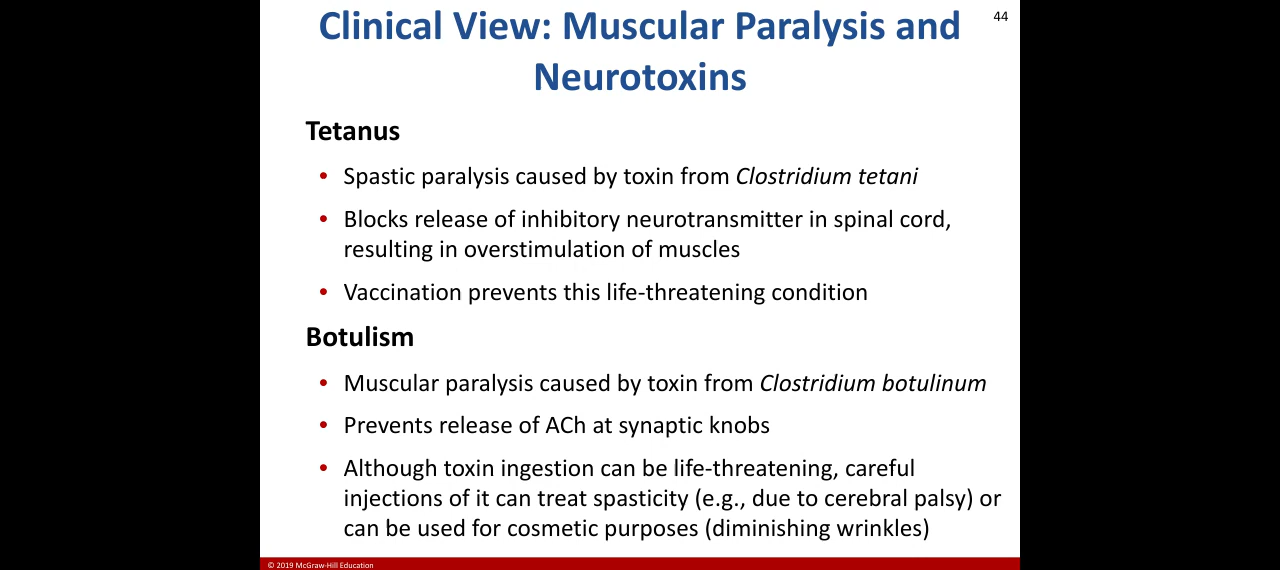 Clinical View: Muscular Paralysis and
44
Neurotoxins
Tetanus
• Spastic paralysis caused by toxin from Clostridium tetani
• Blocks release of inhibitory neurotransmitter in spinal cord,
resulting in overstimulation of muscles
• Vaccination prevents this life-threatening condition
Botulism
• Muscular paralysis caused by toxin from Clostridium botulinum
• Prevents release of ACh at synaptic knobs
• Although toxin ingestion can be life-threatening, careful
injections of it can treat spasticity (e.g., due to cerebral palsy) or
can be used for cosmetic purposes (diminishing wrinkles)
© 2019 McGraw-Hill Education